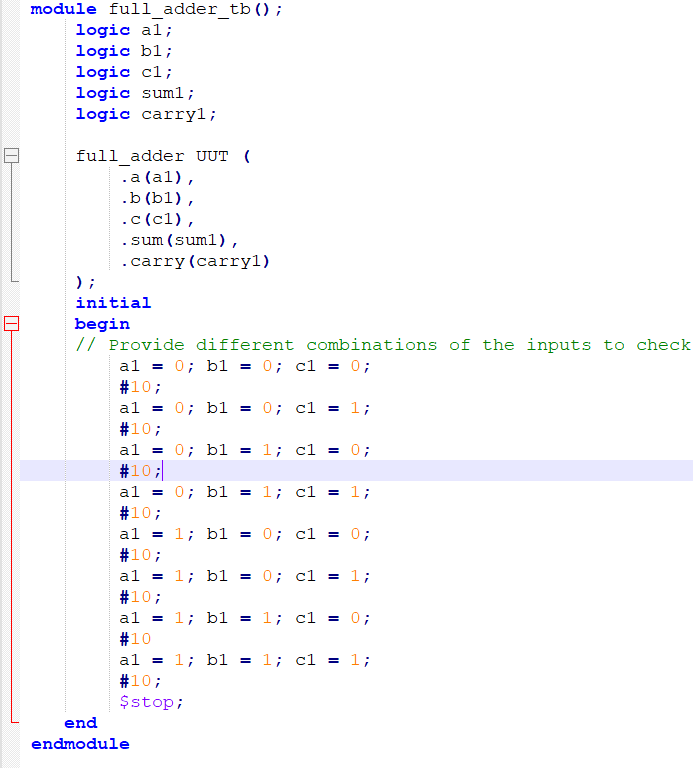 module full_adder_tb();
logic a1;
logic b1;
logic c1;
logic sum1;
logic carry1;
full_adder UUT (
.a(a1),
.b(b1),
.c(c1),
.sum(sum1),
.carry(carry1)
);
initial
begin
// Provide different combinations of the inputs to check
a1 = 0; b1 = 0; c1 = 0;
#10;
a1 = 0; b1 = 0; c1 = 1;
#10;
a1 = 0; b1 = 1; c1 = 0;
#10;
a1 = 0; b1 = 1; c1 = 1;
#10;
a1 = 1; b1 = 0; c1 = 0;
#10;
a1 = 1; b1 = 0; c1 = 1;
#10;
a1 = 1; b1 = 1; c1 = 0;
#10
a1 = 1; b1 = 1; c1 = 1;
#10;
$stop;
end
endmodule